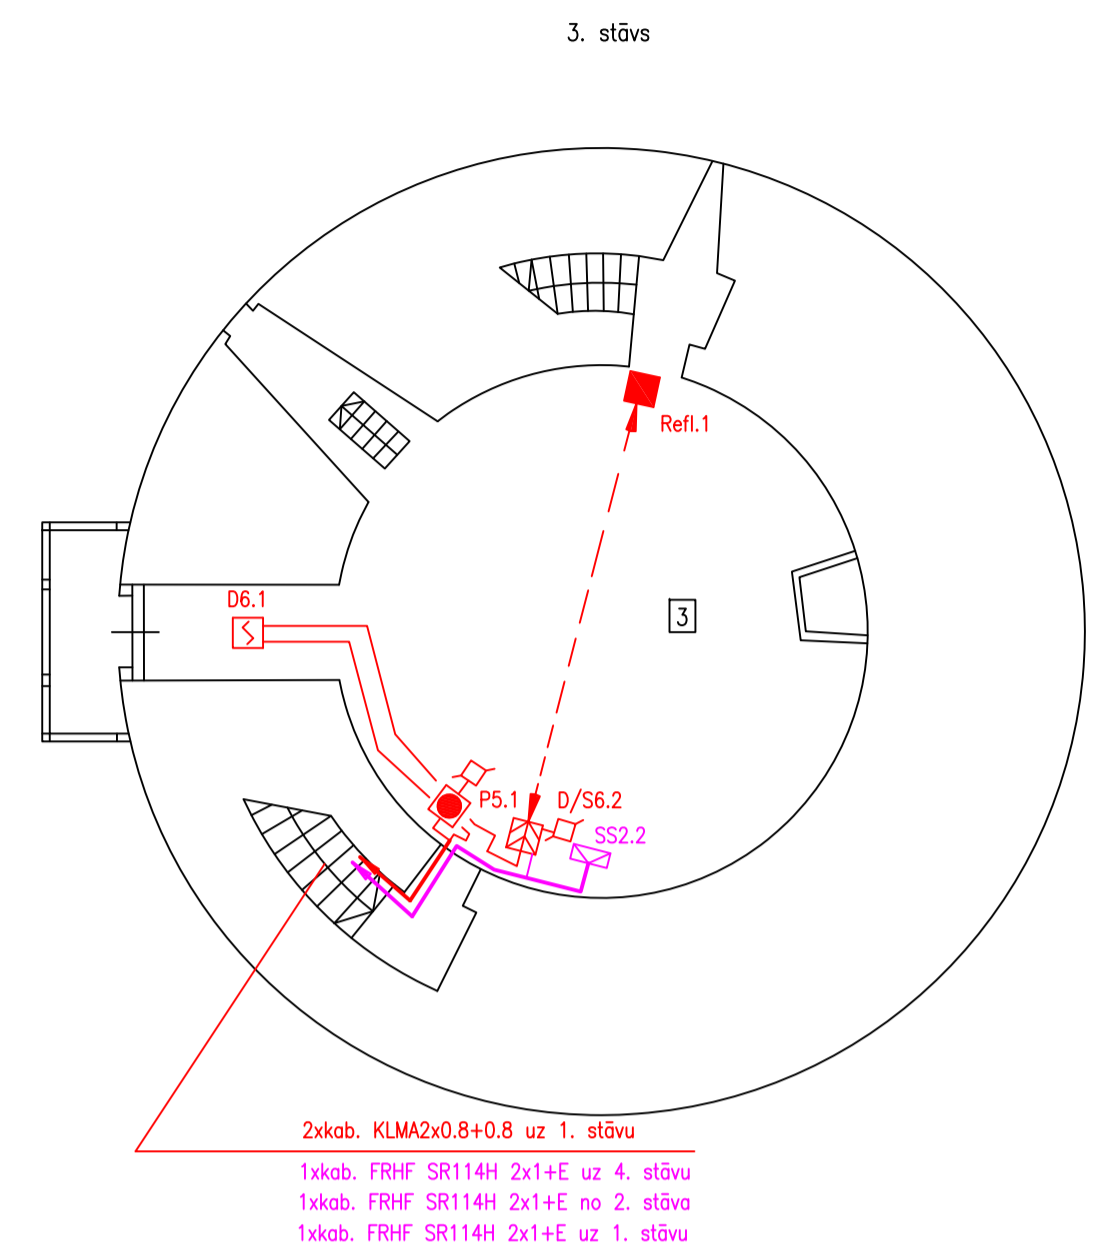 3. stāvs
Refl.1
D6.1
3
P5.1
D/S6.2
SS2.2
2xkab. KLMA2x0.8+0.8 uz 1. stāvu
1xkab. FRHF SR114H 2x1+E uz 4. stāvu
1xkab. FRHF SR114H 2x1+E no 2. stāva
1xkab. FRHF SR114H 2x1+E uz 1. stāvu